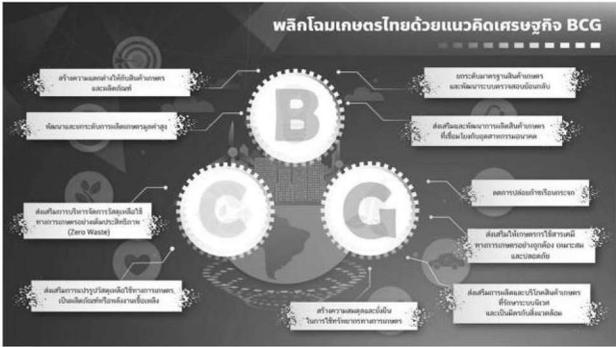 พลิกโฉมเกษตรไทยด้วยแนวคิดเศรษฐกิจ BCG
สร้างความแตกต่างให้กับสินค้าเกษตร
และผลิตภัณฑ์
พัฒนาและยกระดับการผลิตเกษตรมูลค่าสูง
B
ยกระดับมาตรฐานสินค้าเกษตร
และพัฒนาระบบตรวจสอบย้อนกลับ
ส่งเสริมและพัฒนาการผลิตสินค้าเกษตร
ที่เชื่อมโยงกับอุตสาหกรรมอนาคต
C
ส่งเสริมการบริหารจัดการวัสดุเหลือใช้
ทางการเกษตรอย่างเต็มประสิทธิภาพ
(Zero Waste)
ส่งเสริมการแปรรูปวัสดุเหลือใช้ทางการเกษตร
เป็นผลิตภัณฑ์หรือพลังงานเชื้อเพลิง
G
ลดการปล่อยก๊าซเรือนกระจก
ส่งเสริมให้เกษตรกรใช้สารเคมี
ทางการเกษตรอย่างถูกต้อง เหมาะสม
และปลอดภัย
ส่งเสริมการผลิตและบริโภคสินค้าเกษตร
ที่รักษาระบบนิเวศ
และเป็นมิตรกับสิ่งแวดล้อม
สร้างความสมดุลและยั่งยืน
ในการใช้ทรัพยากรทางการเกษตร